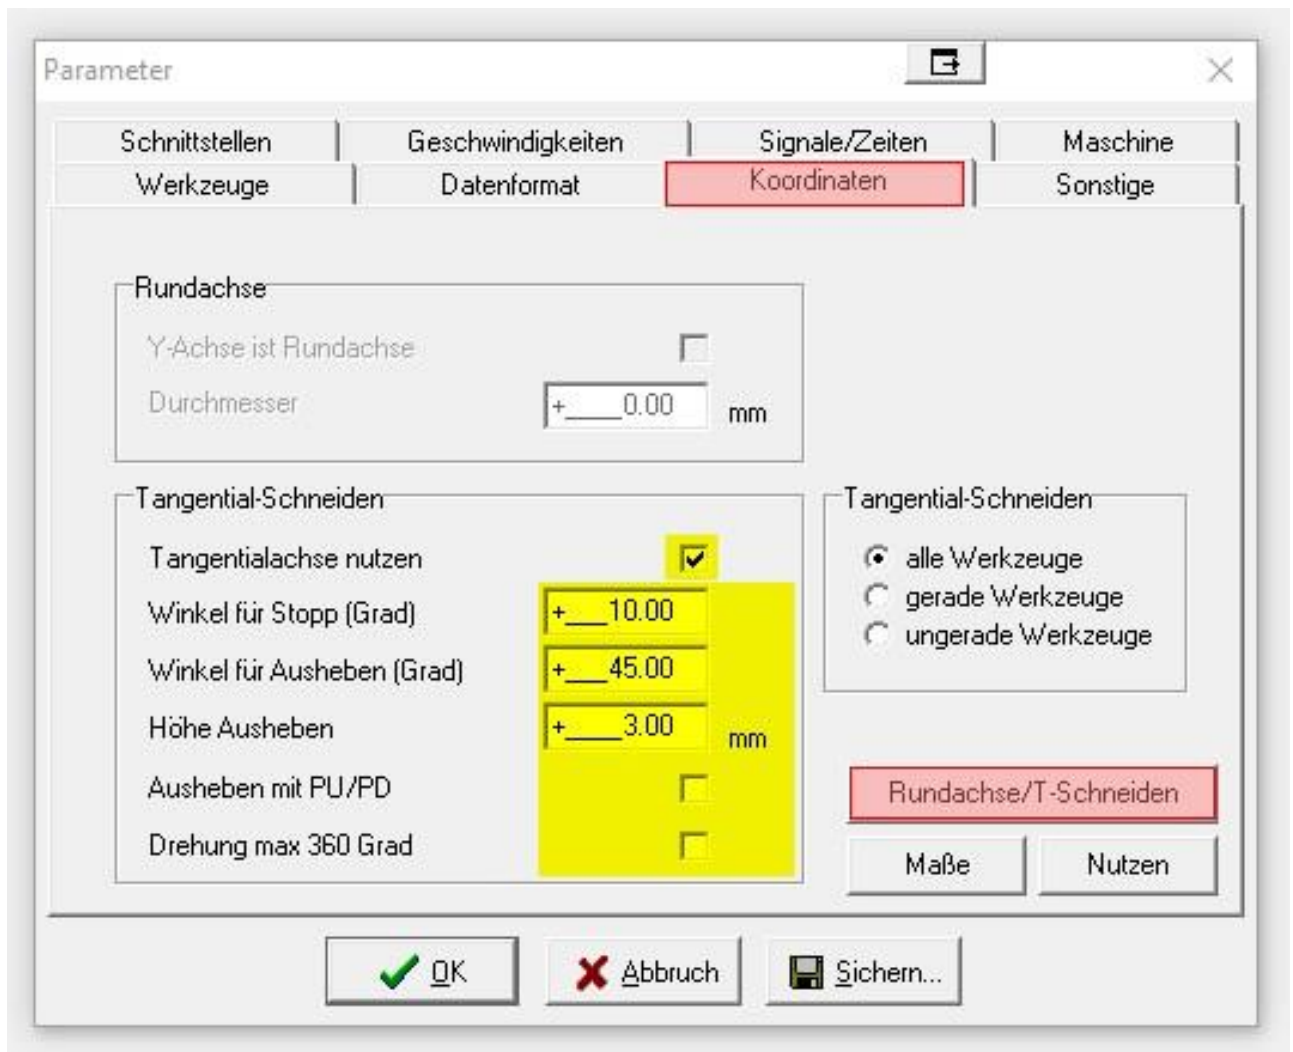 Parameter
Schnittstellen Geschwindigkeiten Signale/Zeiten Maschine
Werkzeuge Datenformat Koordinaten Sonstige
Rundachse
Y-Achse ist Rundachse
Durchmesser +____0.00 mm
Tangential-Schneiden
Tangentialachse nutzen
Winkel für Stopp (Grad) +___10.00
Winkel für Ausheben (Grad) +___45.00
Höhe Ausheben +____3.00 mm
Ausheben mit PU/PD
Drehung max 360 Grad
Tangential-Schneiden
alle Werkzeuge
gerade Werkzeuge
ungerade Werkzeuge
Rundachse/T-Schneiden
Maße Nutzen
OK Abbruch Sichern...